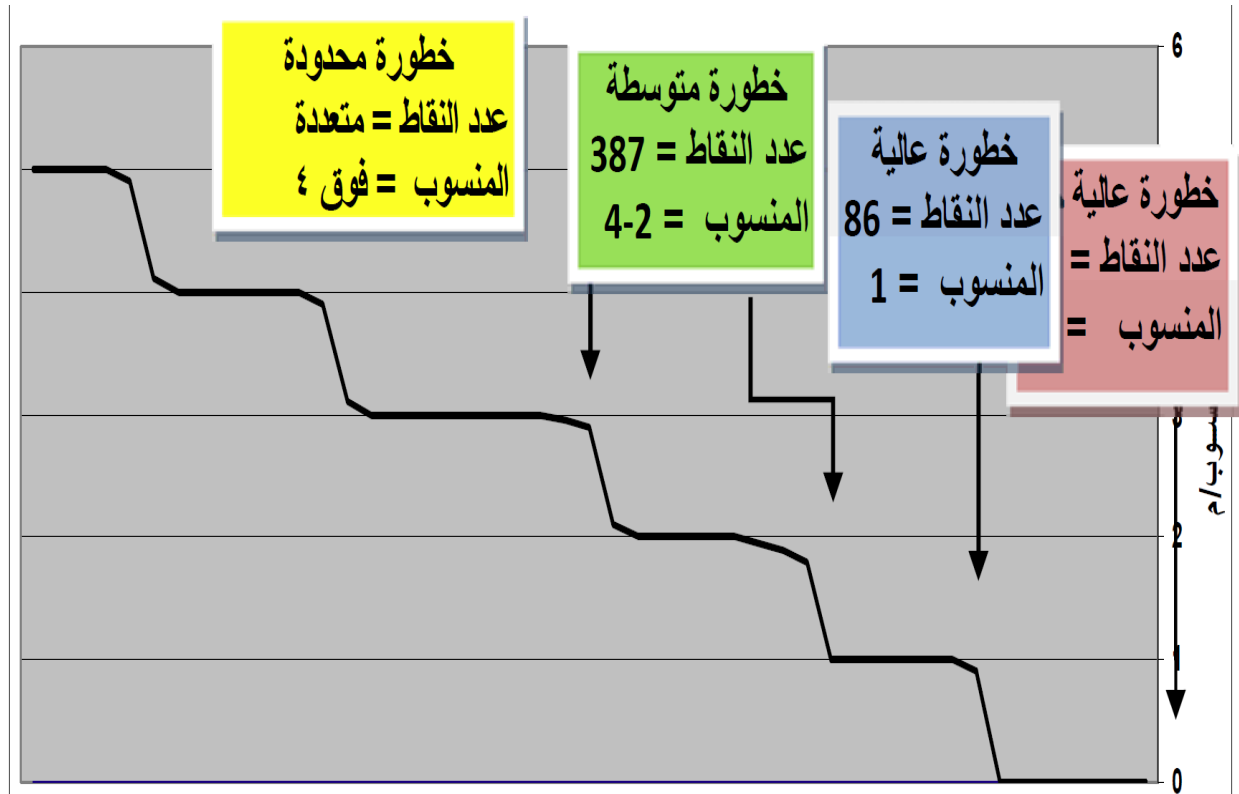 خطورة محدودة
عدد النقاط = متعددة
المنسوب = فوق ٤
خطورة متوسطة
عدد النقاط = 387
المنسوب = 2-4
خطورة عالية
عدد النقاط = 86
المنسوب = 1
خطورة عالية
عدد النقاط =
المنسوب =
6
2
1
0